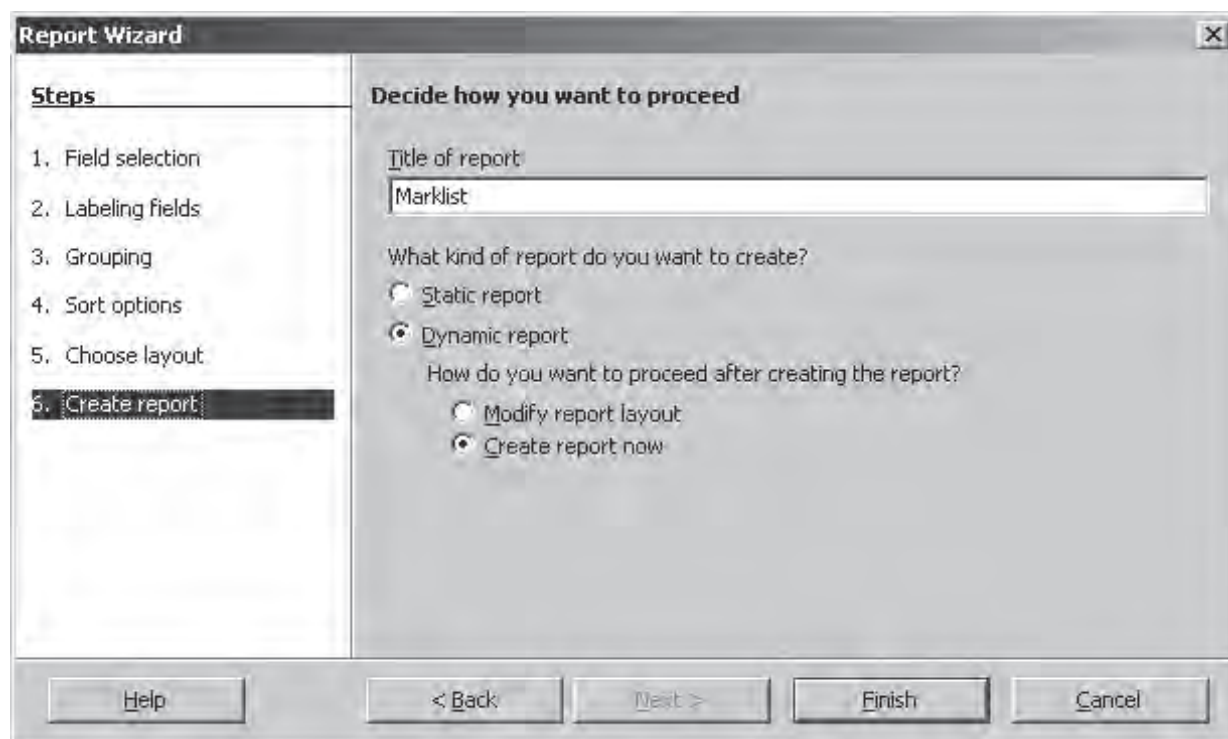 Report Wizard
Steps
1. Field selection
2. Labeling fields
3. Grouping
4. Sort options
5. Choose layout
6. Create report
Decide how you want to proceed
Title of report
Marklist
What kind of report do you want to create?
Static report
Dynamic report
How do you want to proceed after creating the report?
Modify report layout
Create report now
Help
< Back
Next >
Finish
Cancel